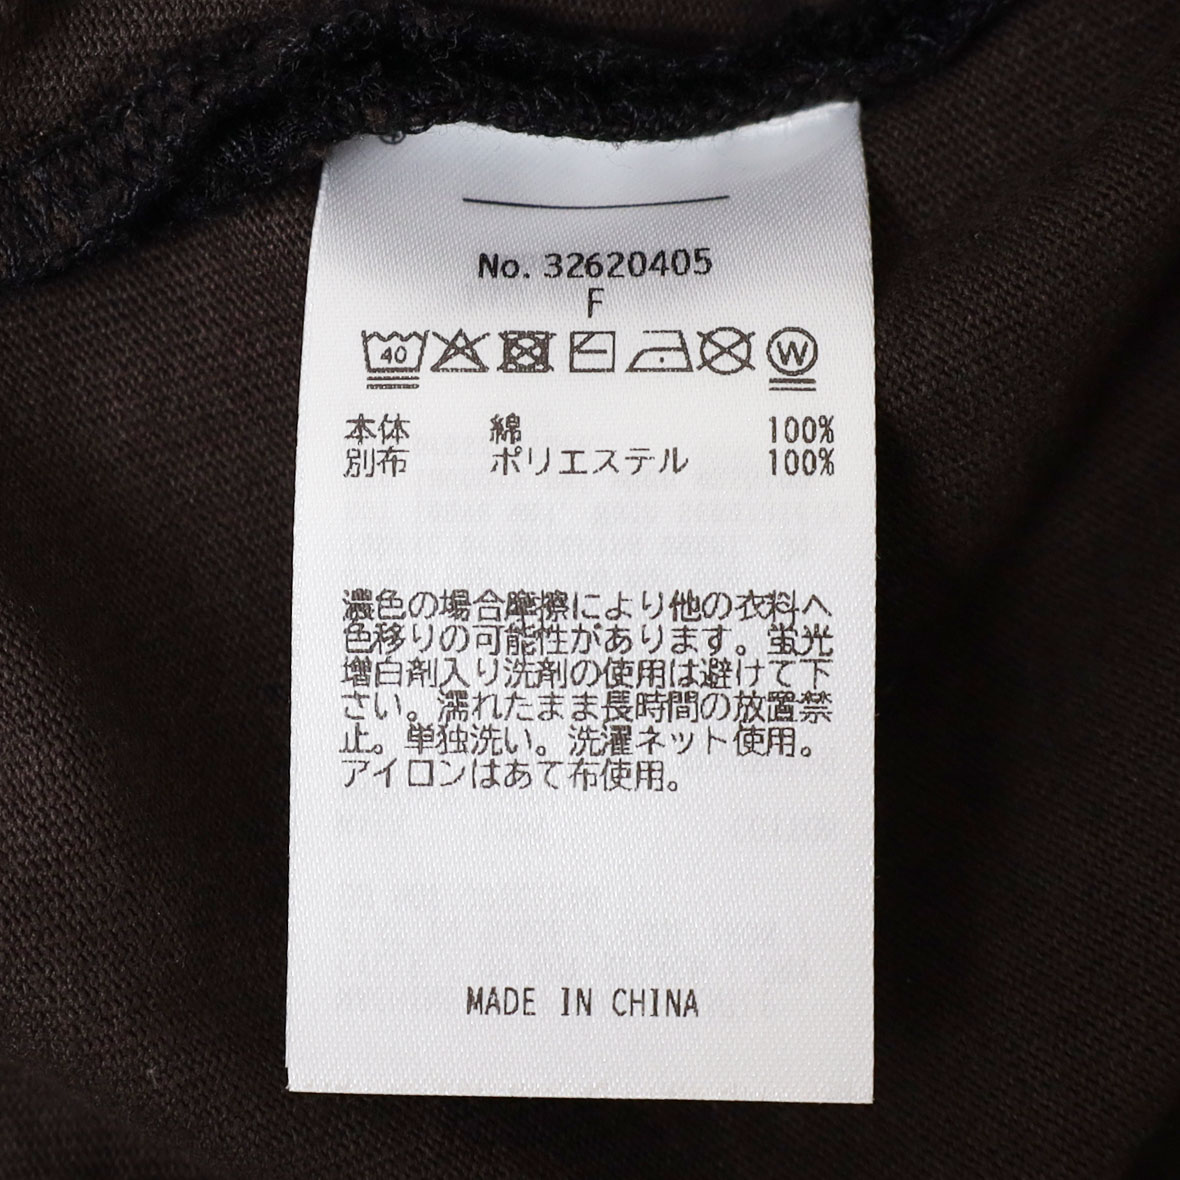 No. 32620405
F
40 W
本体 綿 100%
別布 ポリエステル 100%
濃色の場合摩擦により他の衣料へ
色移りの可能性があります。蛍光
増白剤入り洗剤の使用は避けて下
さい。濡れたまま長時間の放置禁
止。単独洗い。洗濯ネット使用。
アイロンはあて布使用。
MADE IN CHINA